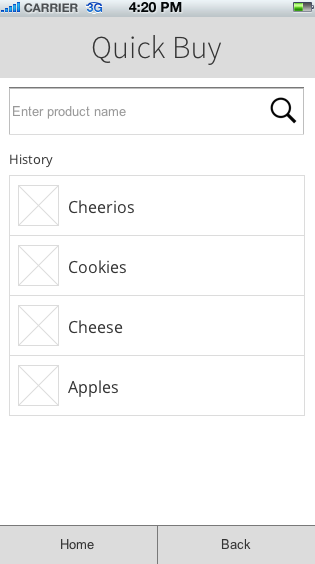 CARRIER 3G 4:20 PM
Quick Buy
Enter product name
History
Cheerios
Cookies
Cheese
Apples
Home Back